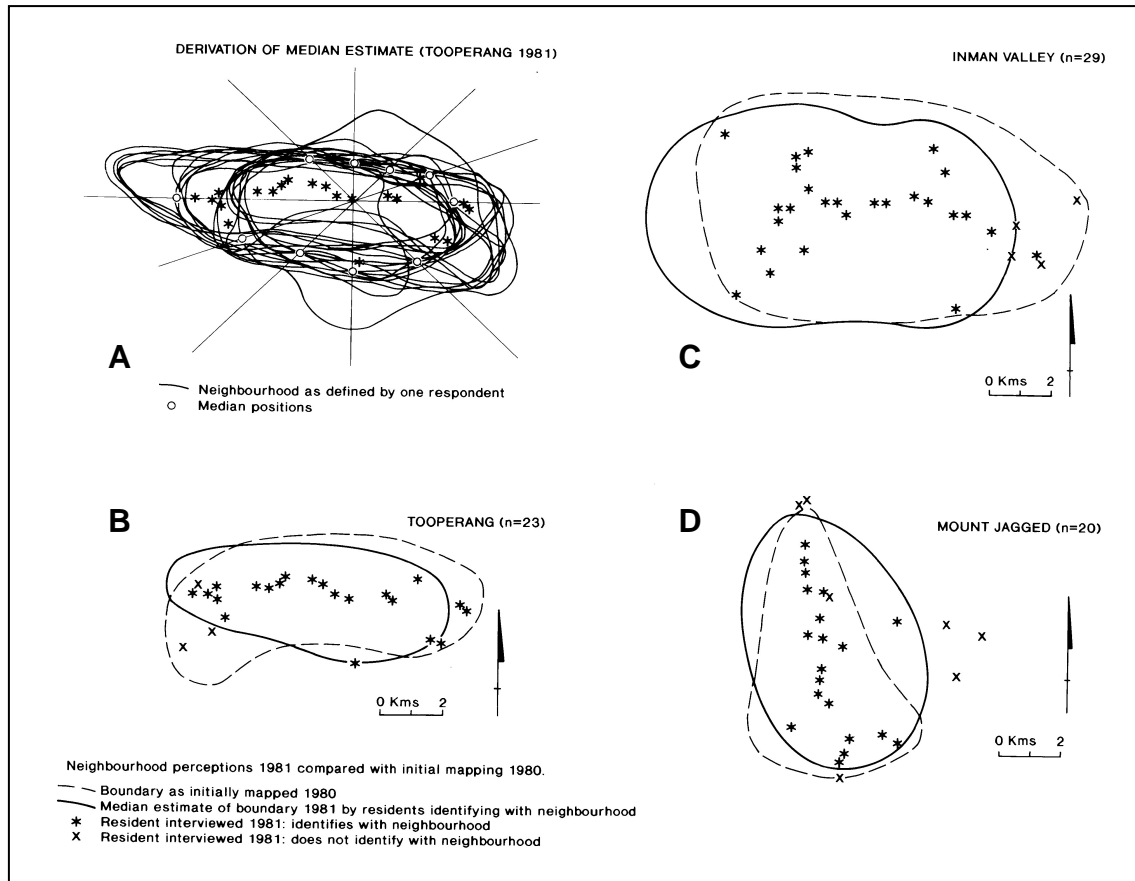 DERIVATION OF MEDIAN ESTIMATE (TOOPERANG 1981)
A
Neighbourhood as defined by one respondent
Median positions
INMAN VALLEY (n=29)
C
0 Kms 2
B
TOOPERANG (n=23)
0 Kms 2
D
MOUNT JAGGED (n=20)
0 Kms 2
Neighbourhood perceptions 1981 compared with initial mapping 1980.
Boundary as initially mapped 1980
Median estimate of boundary 1981 by residents identifying with neighbourhood
* Resident interviewed 1981: identifies with neighbourhood
x Resident interviewed 1981: does not identify with neighbourhood